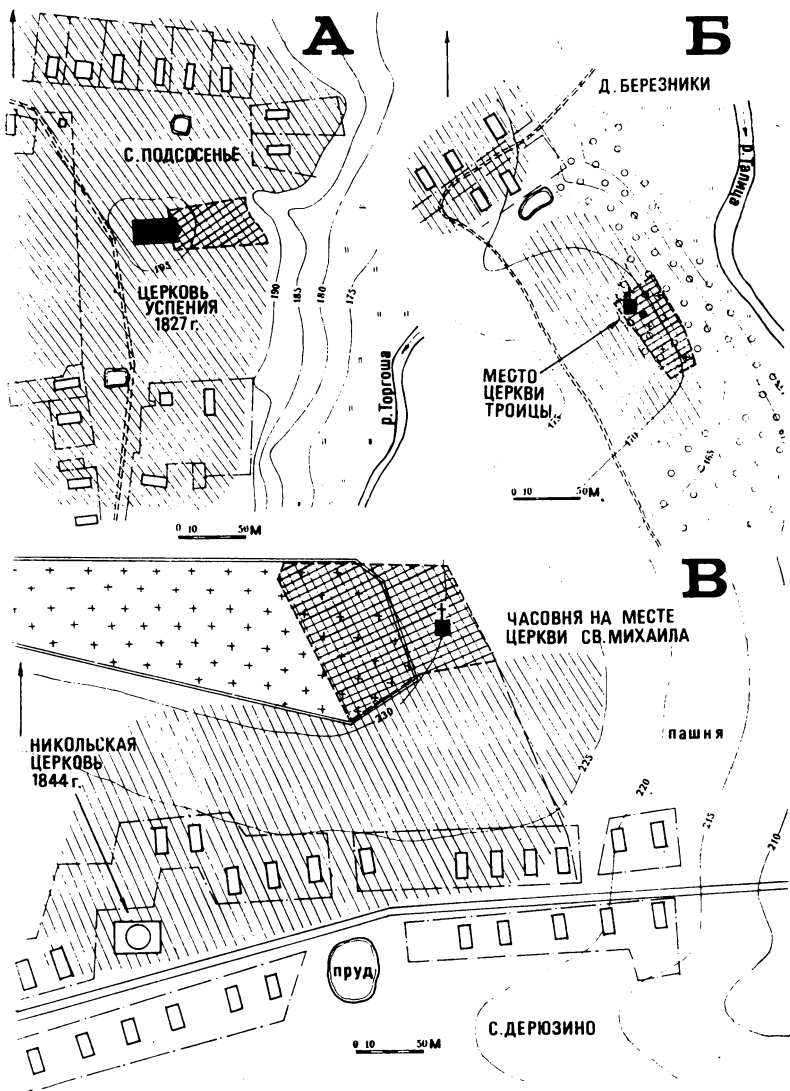 А
С. ПОДСОСЕНЬЕ
ЦЕРКОВЬ
УСПЕНИЯ
1827 г.
195
190
185
180
175
р. Торгоша
0 10 50 М
Б
Д. БЕРЕЗНИКИ
р. Талица
МЕСТО
ЦЕРКВИ
ТРОИЦЫ
170
165
0 10 50 М.
В
ЧАСОВНЯ НА МЕСТЕ
ЦЕРКВИ СВ. МИХАИЛА
230
НИКОЛЬСКАЯ
ЦЕРКОВЬ
1844 г.
пашня
225
220
215
210
пруд
С. ДЕРЮЗИНО
0 10 50 М